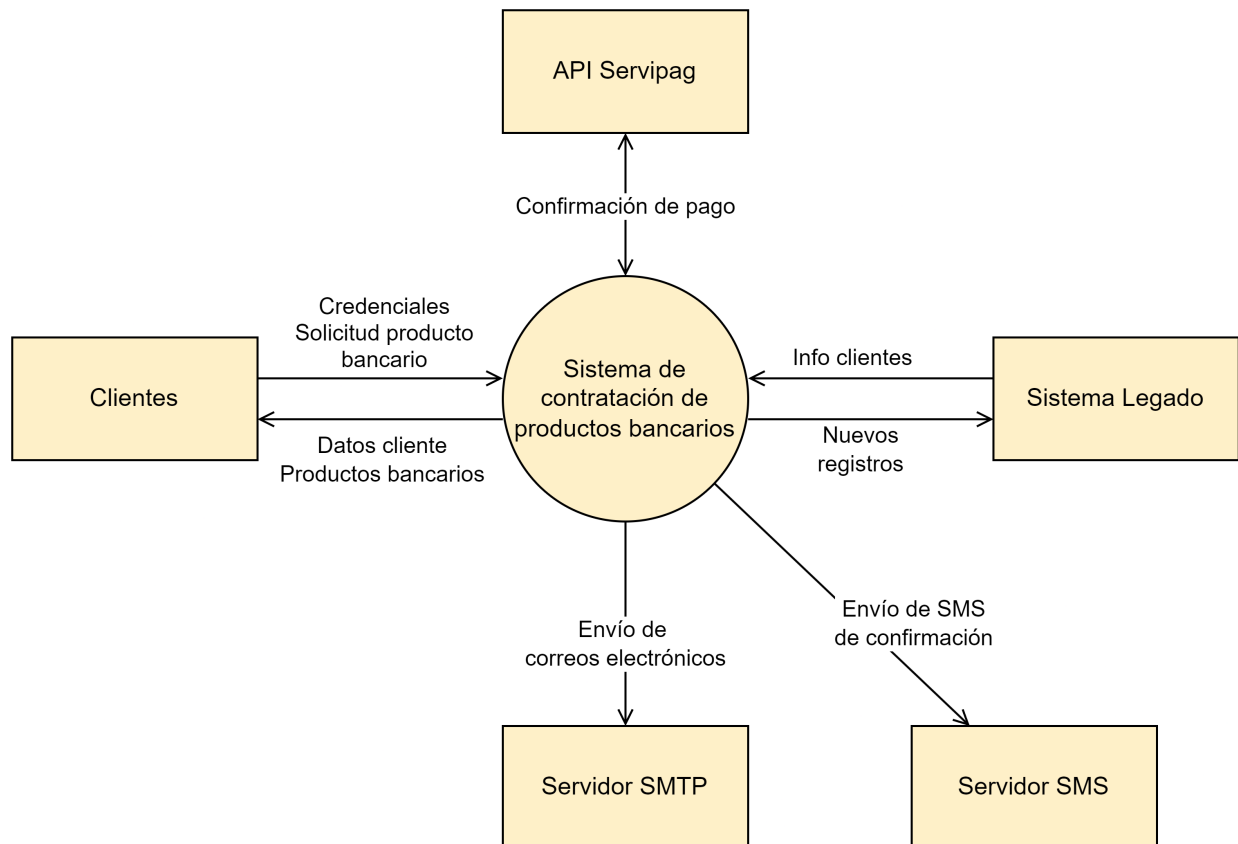 API Servipag
Confirmación de pago
Credenciales
Solicitud producto
bancario
Clientes
Datos cliente
Productos bancarios
Sistema de
contratación de
productos bancarios
Info clientes
Sistema Legado
Nuevos
registros
Envío de
correos electrónicos
Envío de SMS
de confirmación
Servidor SMTP
Servidor SMS